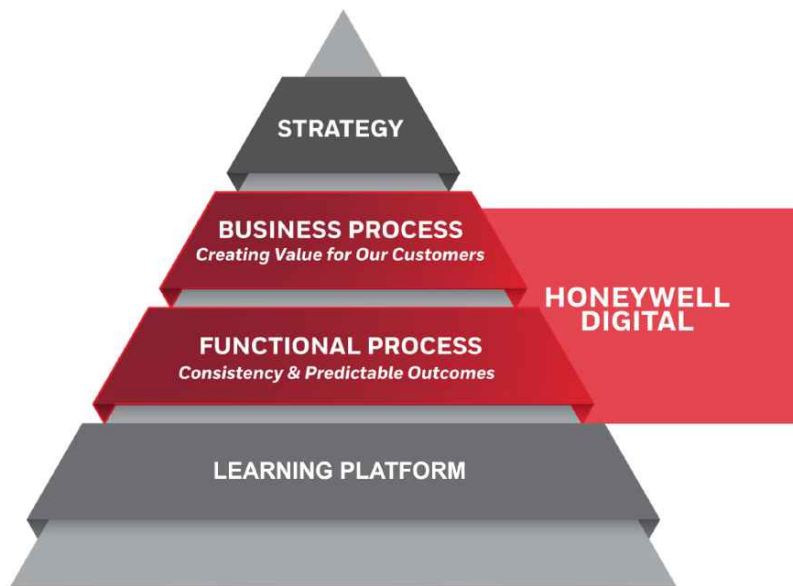 STRATEGY
BUSINESS PROCESS
Creating Value for Our Customers
HONEYWELL
DIGITAL
FUNCTIONAL PROCESS
Consistency & Predictable Outcomes
LEARNING PLATFORM